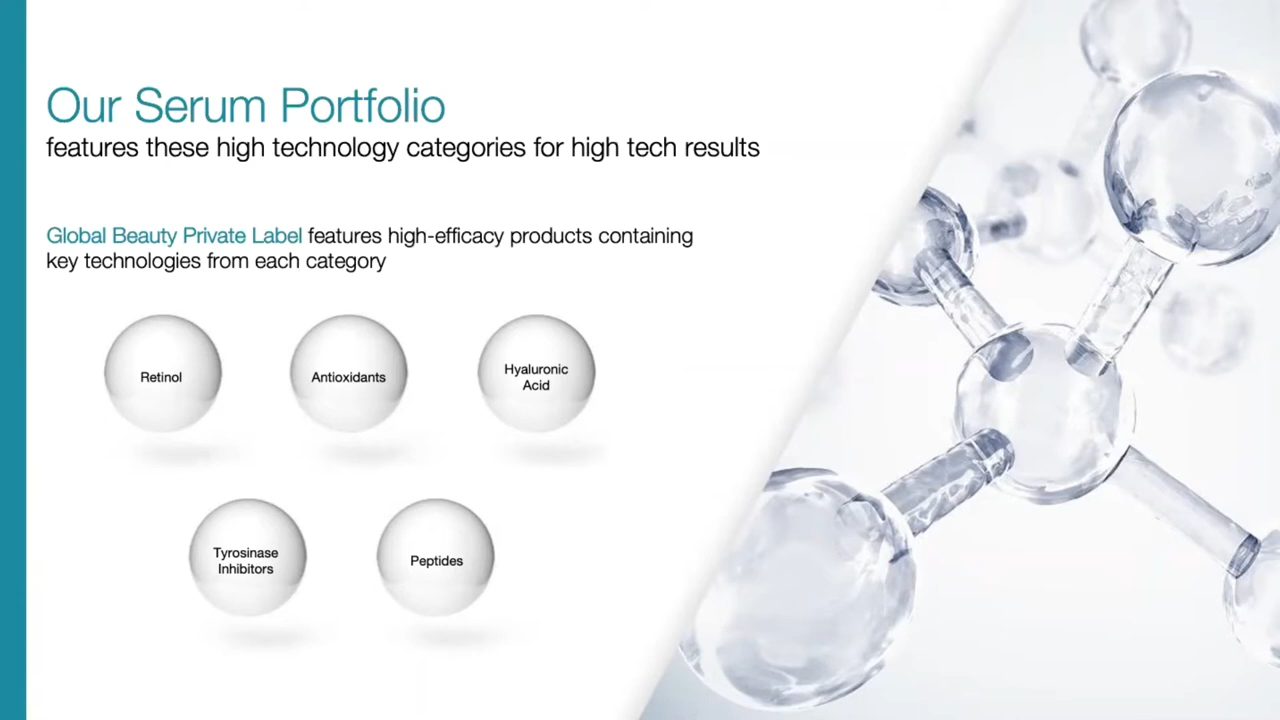 Our Serum Portfolio
features these high technology categories for high tech results
Global Beauty Private Label features high-efficacy products containing
key technologies from each category
Retinol
Antioxidants
Hyaluronic
Acid
Tyrosinase
Inhibitors
Peptides